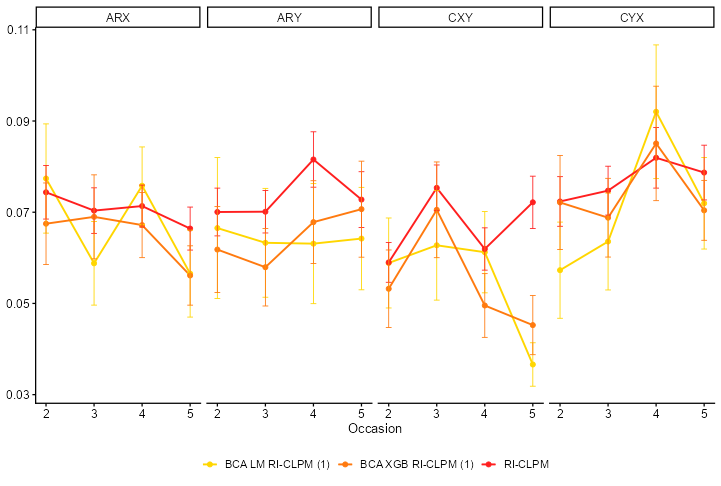 ARX ARY CXY CYX
0.11
0.09
0.07
0.05
0.03
2 3 4 5 2 3 4 5 2 3 4 5 2 3 4 5
Occasion
BCA LM RI-CLPM (1) BCA XGB RI-CLPM (1) RI-CLPM